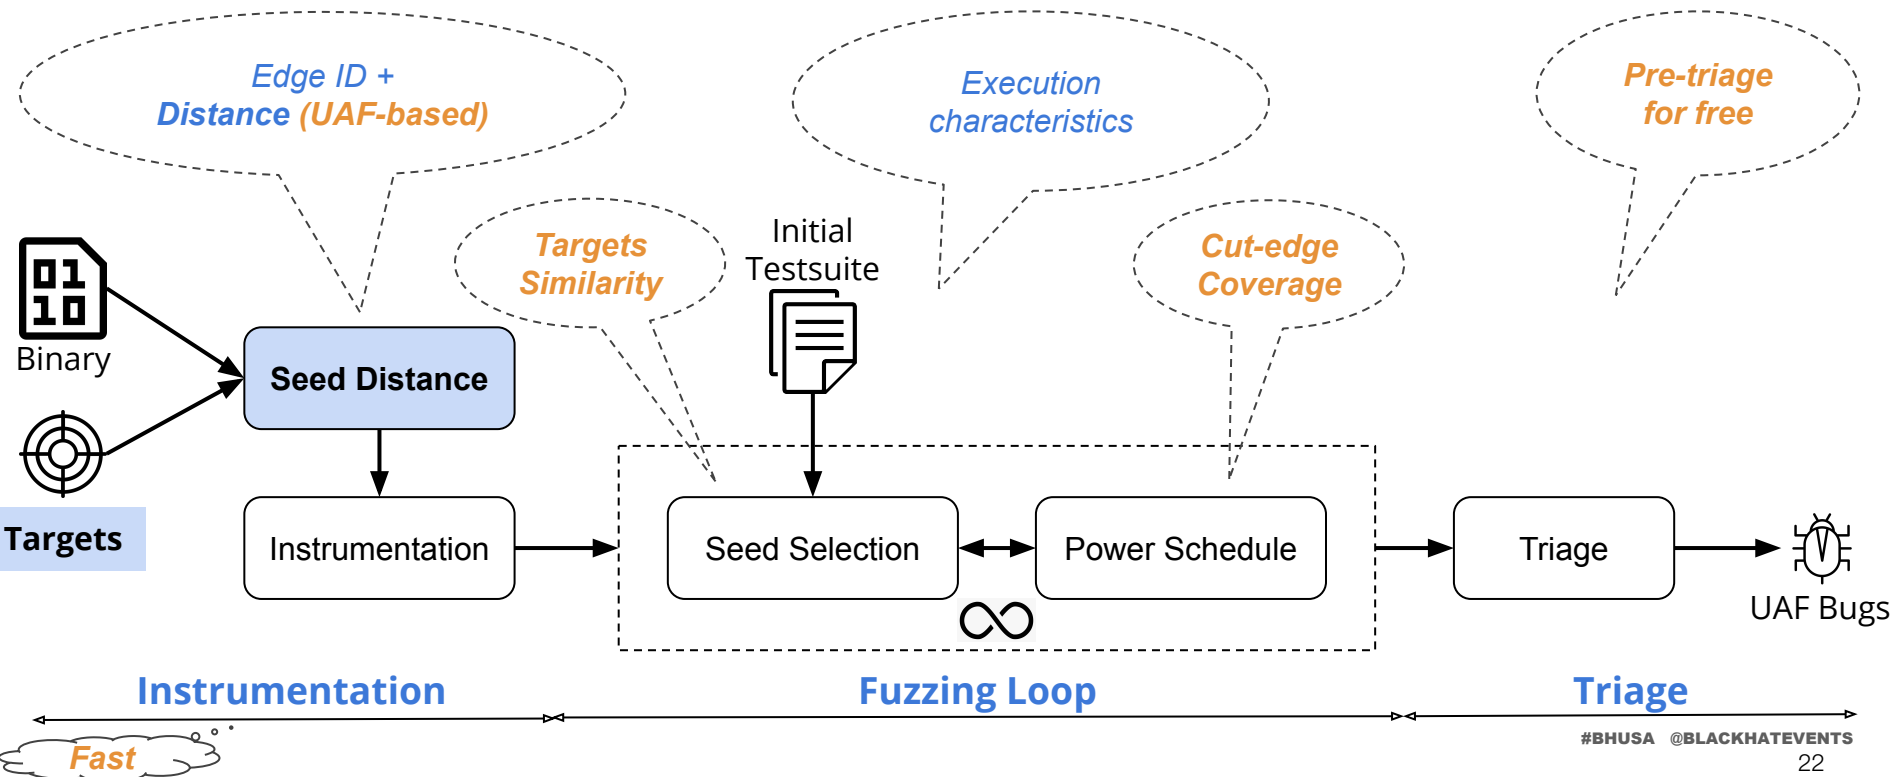 Edge ID +
Distance (UAF-based)
Execution
characteristics
Pre-triage
for free
Targets
Similarity
Initial
Testsuite
Cut-edge
Coverage
01
10
Binary
Seed Distance
Targets
Instrumentation
Seed Selection
Power Schedule
Triage
UAF Bugs
Instrumentation
Fuzzing Loop
Triage
Fast
#BHUSA @BLACKHATEVENTS
22